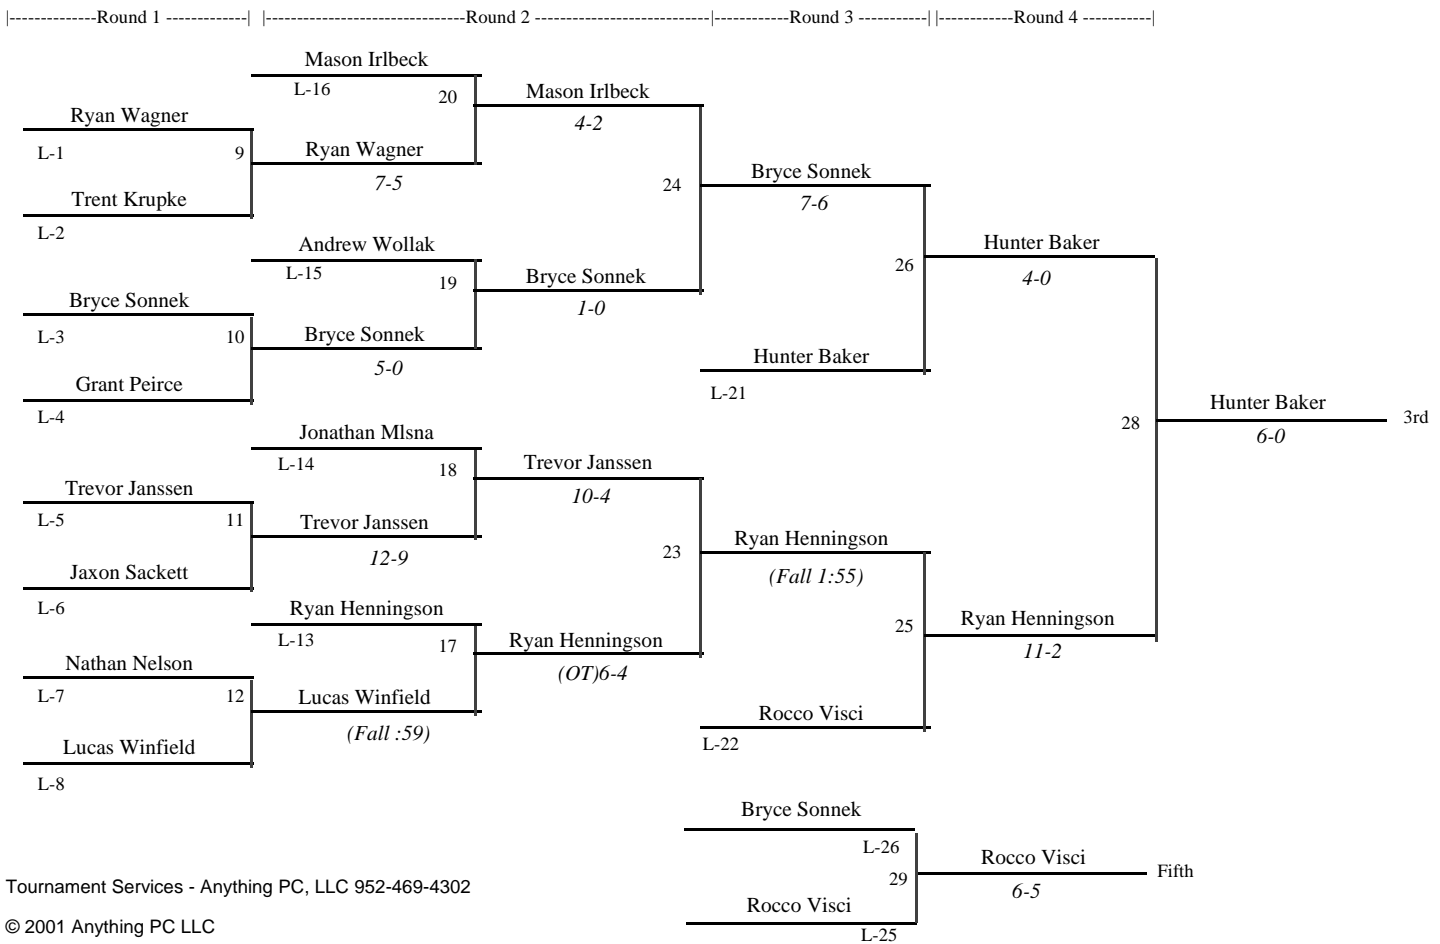 |--------------Round 1 -------------| |--------------------------------Round 2 ----------------------------|------------Round 3 -----------| |------------Round 4 -----------|
Mason Irlbeck
L-16
20
Mason Irlbeck
4-2
Ryan Wagner
L-1
9
Ryan Wagner
7-5
Trent Krupke
L-2
24
Bryce Sonnek
7-6
Andrew Wollak
L-15
19
Bryce Sonnek
1-0
Hunter Baker
4-0
26
Bryce Sonnek
L-3
10
Bryce Sonnek
5-0
Grant Peirce
L-4
Hunter Baker
L-21
Hunter Baker
6-0
3rd
28
Jonathan Mlsna
L-14
18
Trevor Janssen
10-4
Trevor Janssen
L-5
11
Trevor Janssen
12-9
Jaxon Sackett
L-6
23
Ryan Henningson
(Fall 1:55)
Ryan Henningson
L-13
17
Ryan Henningson
(OT)6-4
25
Ryan Henningson
11-2
Nathan Nelson
L-7
12
Lucas Winfield
(Fall :59)
Lucas Winfield
L-8
Rocco Visci
L-22
Bryce Sonnek
L-26
29
Rocco Visci
6-5
Fifth
Rocco Visci
L-25
Tournament Services - Anything PC, LLC 952-469-4302
© 2001 Anything PC LLC